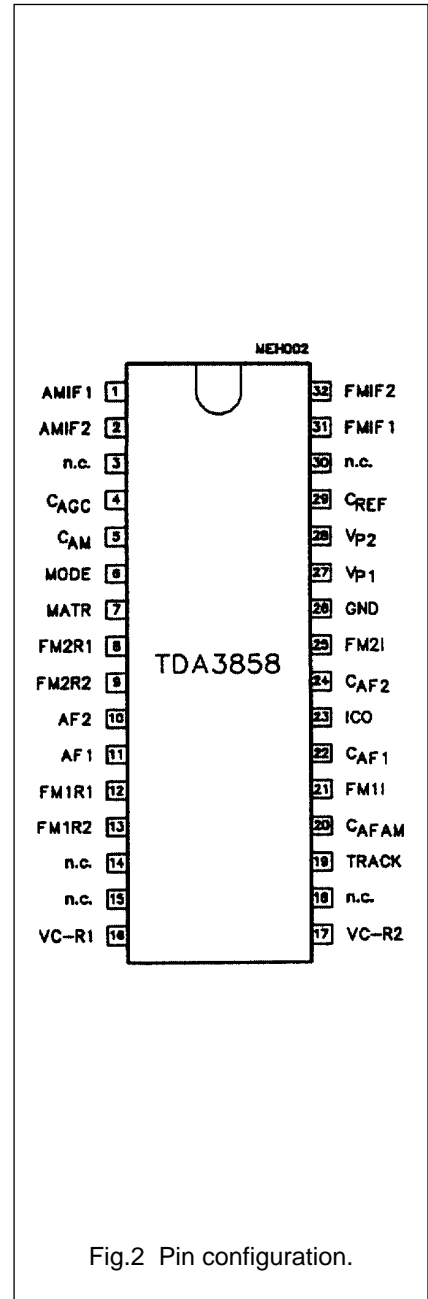 MEH002
AMIF1 1 32 FMIF2
AMIF2 2 31 FMIF1
n.c. 3 30 n.c.
CAGC 4 29 CREF
CAM 5 28 VP2
MODE 6 27 VP1
MATR 7 26 GND
FM2R1 8 25 FM2I
TDA3858
FM2R2 9 24 CAF2
AF2 10 23 ICO
AF1 11 22 CAF1
FM1R1 12 21 FM1I
FM1R2 13 20 CAFAM
n.c. 14 19 TRACK
n.c. 15 18 n.c.
VC-R1 16 17 VC-R2
Fig.2 Pin configuration.